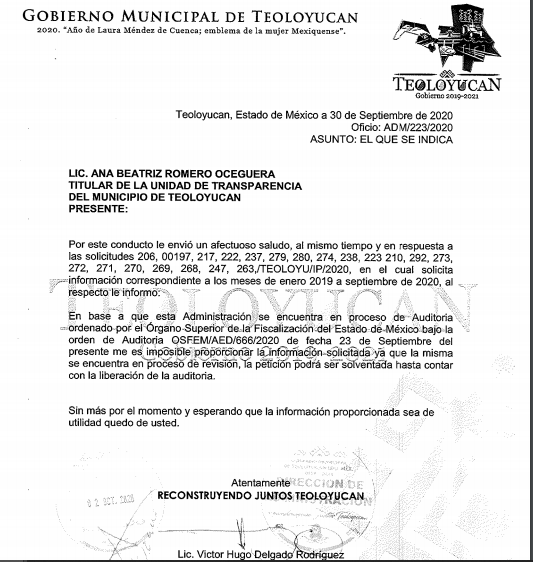 GOBIERNO MUNICIPAL DE TEOLOYUCAN
2020. "Año de Laura Méndez de Cuenca; emblema de la mujer Mexiquense".
TEOLOYUCAN
Gobierno 2019-2021
Teoloyucan, Estado de México a 30 de Septiembre de 2020
Oficio: ADM/223/2020
ASUNTO: EL QUE SE INDICA
LIC. ANA BEATRIZ ROMERO OCEGUERA
TITULAR DE LA UNIDAD DE TRANSPARENCIA
DEL MUNICIPIO DE TEOLOYUCAN
PRESENTE:
Por este conducto le envió un afectuoso saludo, al mismo tiempo y en respuesta a
las solicitudes 206, 00197, 217, 222, 237, 279, 280, 274, 238, 223 210, 292, 273,
272, 271, 270, 269, 268, 247, 263,/TEOLOYU/IP/2020, en el cual solicita
información correspondiente a los meses de enero 2019 a septiembre de 2020, al
respecto le informo:
TEOLOYUCAN
En base a que esta Administración se encuentra en proceso de Auditoria
ordenado por el Órgano Superior de la Fiscalización del Estado de México bajo la
orden de Auditoria OSFEM/AED/666/2020 de fecha 23 de Septiembre del
presente me es imposible proporcionar la información solicitada ya que la misma
Gobierno 2019-2021
se encuentra en proceso de revisión, la petición podrá ser solventada hasta contar
con la liberación de la auditoria.
Sin más por el momento y esperando que la información proporcionada sea de
utilidad quedo de usted.
Atentamente
DIRECCIÓN DE
RECONSTRUYENDO JUNTOS TEOLOYUCAN
02 OCT. 2020
Lic. Victor Hugo Delgado Rodríguez